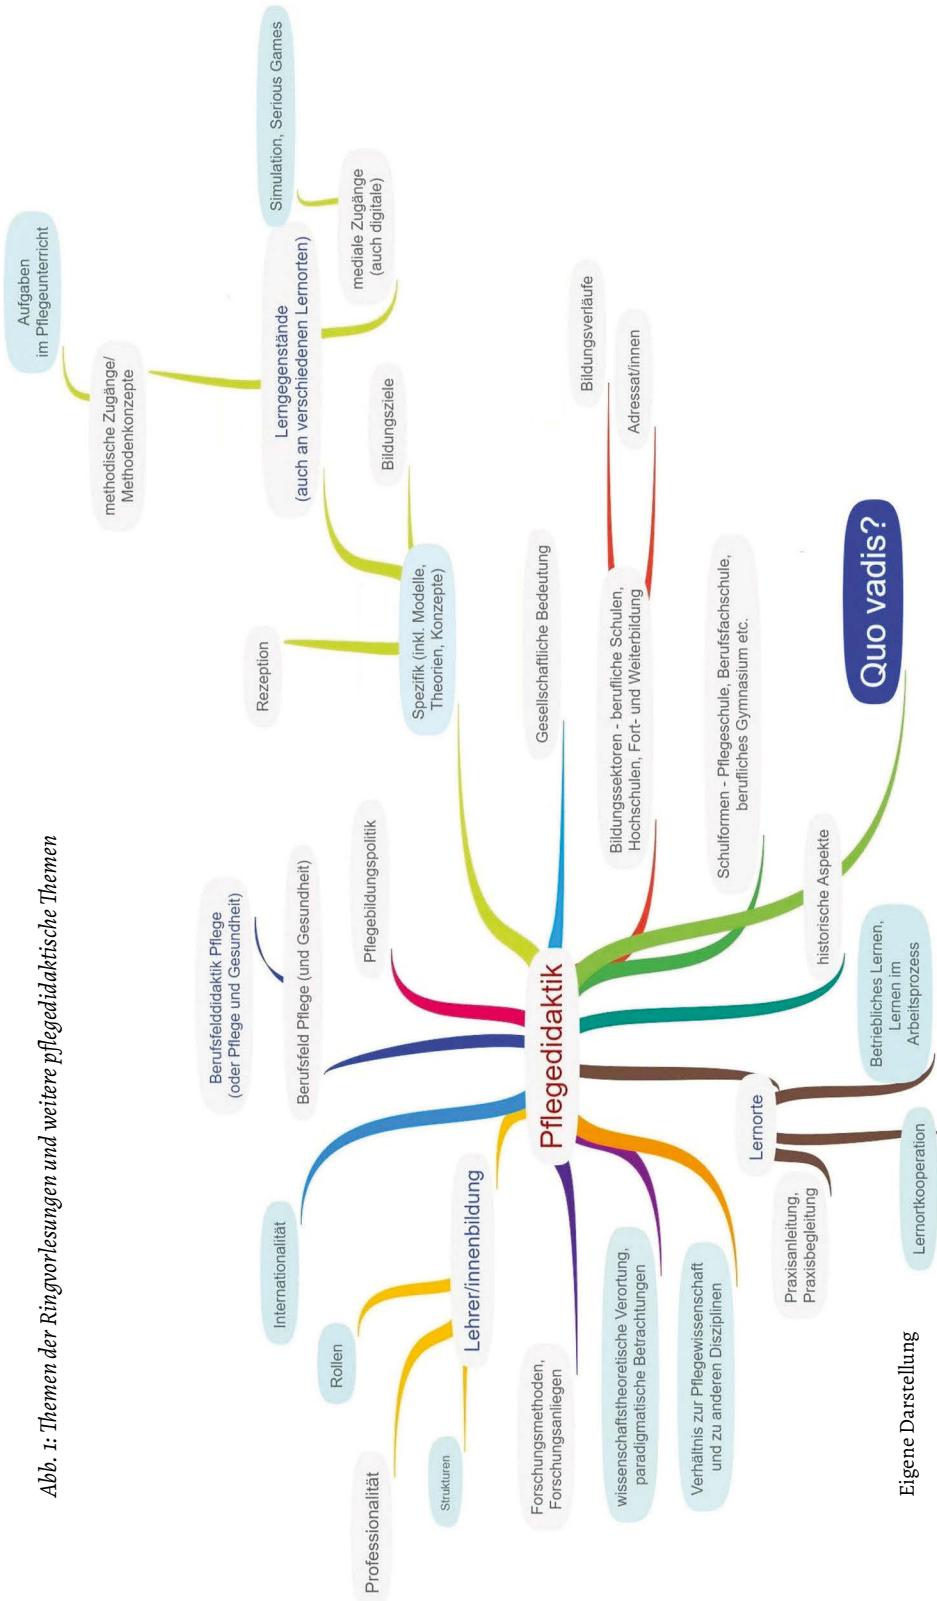 Abb. 1: Themen der Ringvorlesungen und weitere pflegedidaktische Themen
Aufgaben
im Pflegeunterricht
methodische Zugänge/
Methodenkonzepte
Simulation, Serious Games
Lerngegenstände
(auch an verschiedenen Lernorten)
mediale Zugänge
(auch digitale)
Bildungsziele
Rezeption
Spezifik (inkl. Modelle,
Theorien, Konzepte)
Berufsfelddidaktik Pflege
(oder Pflege und Gesundheit)
Berufsfeld Pflege (und Gesundheit)
Pflegebildungspolitik
Internationalität
Rollen
Professionalität
Strukturen
Lehrer/innenbildung
Pflegedidaktik
Gesellschaftliche Bedeutung
Bildungsverläufe
Adressat/innen
Bildungssektoren - berufliche Schulen,
Hochschulen, Fort- und Weiterbildung
Schulformen - Pflegeschule, Berufsfachschule,
berufliches Gymnasium etc.
Quo vadis?
historische Aspekte
Forschungsmethoden,
Forschungsanliegen
wissenschaftstheoretische Verortung,
paradigmatische Betrachtungen
Verhältnis zur Pflegewissenschaft
und zu anderen Disziplinen
Lernorte
Praxisanleitung,
Praxisbegleitung
Betriebliches Lernen,
Lernen im
Arbeitsprozess
Lernortkooperation
Eigene Darstellung